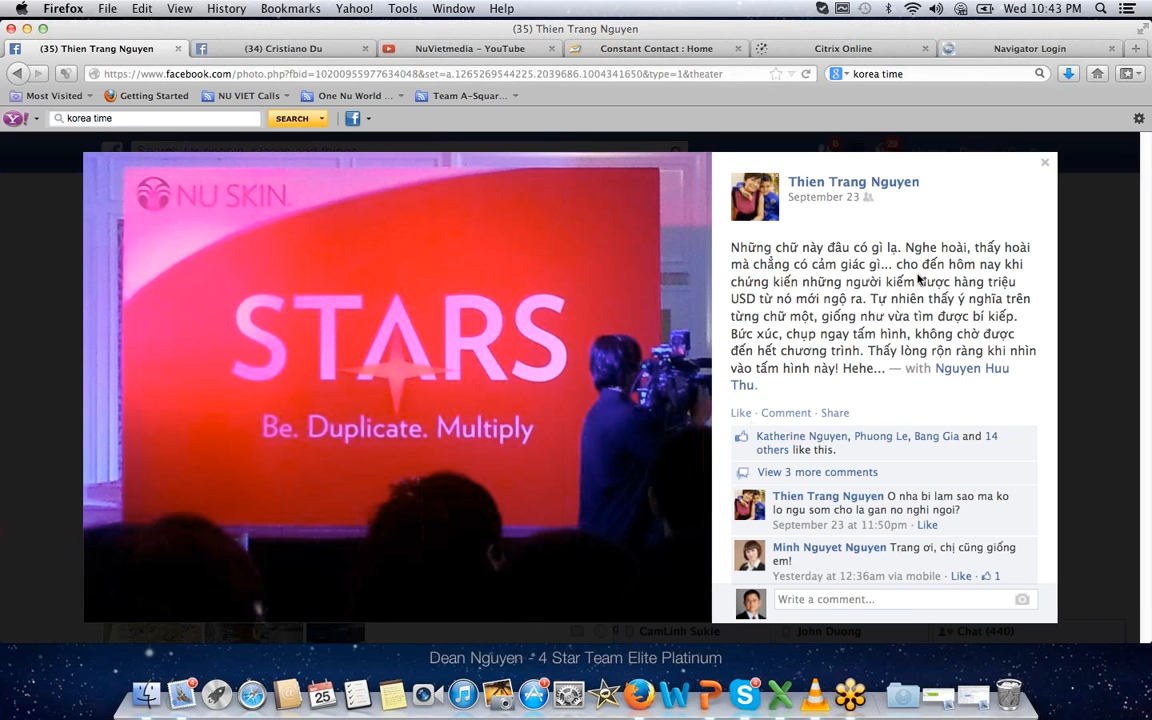 Firefox File Edit View History Bookmarks Yahoo! Tools Window Help Wed 10:43 PM
(35) Thien Trang Nguyen
(35) Thien Trang Nguyen (34) Cristiano Du NuVietmedia - YouTube Constant Contact : Home Citrix Online Navigator Login
https://www.facebook.com/photo.php?fbid=10200955977634048&set=a.1265269544225.2039686.1004341650&type=1&theater korea time
Most Visited Getting Started NU VIET Calls One Nu World ... Team A-Squar...
korea time SEARCH
NU SKIN
STARS
Be. Duplicate. Multiply
Thien Trang Nguyen
September 23
Những chữ này đâu có gì lạ. Nghe hoài, thấy hoài
mà chẳng có cảm giác gì... cho đến hôm nay khi
chứng kiến những người kiếm được hàng triệu
USD từ nó mới ngộ ra. Tự nhiên thấy ý nghĩa trên
từng chữ một, giống như vừa tìm được bí kiếp.
Bức xúc, chụp ngay tấm hình, không chờ được
đến hết chương trình. Thấy lòng rộn ràng khi nhìn
vào tấm hình này! Hehe... — with Nguyen Huu
Thu.
Like · Comment · Share
Katherine Nguyen, Phuong Le, Bang Gia and 14
others like this.
View 3 more comments
Thien Trang Nguyen O nha bi lam sao ma ko
lo ngu som cho la gan no nghi ngoi?
September 23 at 11:50pm · Like
Minh Nguyet Nguyen Trang ơi, chị cũng giống
em!
Yesterday at 12:36am via mobile · Like · 1
Write a comment...
CamLinh Sukie John Duong Chat (440)
Dean Nguyen - 4 Star Team Elite Platinum
25